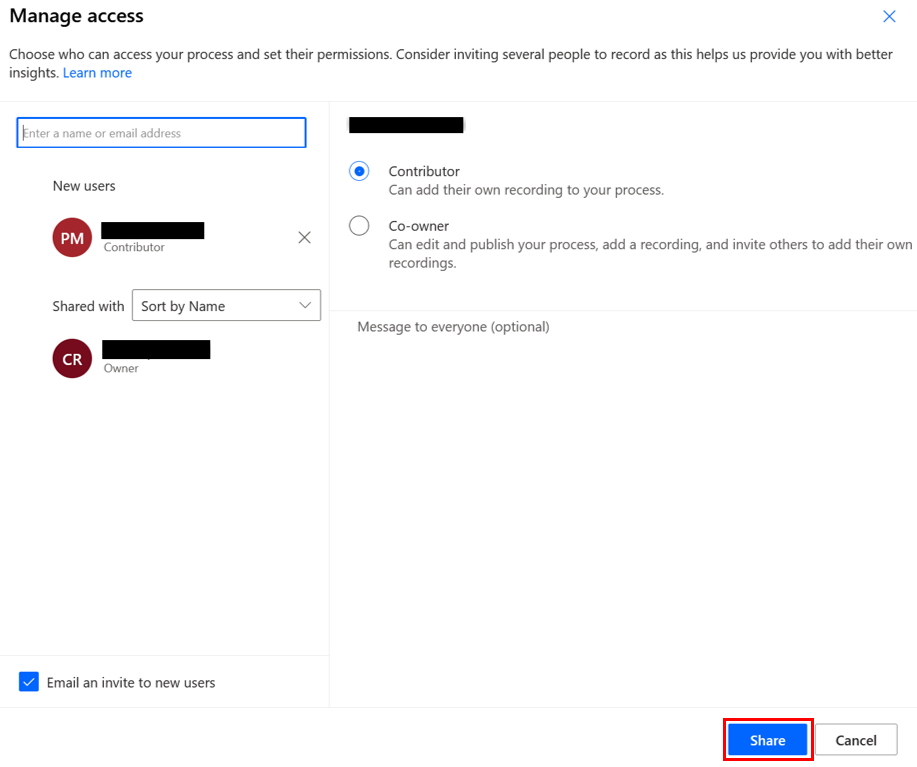 Manage access
Choose who can access your process and set their permissions. Consider inviting several people to record as this helps us provide you with better
insights. Learn more
Enter a name or email address
New users
PM
Contributor
Shared with Sort by Name
CR
Owner
Email an invite to new users
Contributor
Can add their own recording to your process.
Co-owner
Can edit and publish your process, add a recording, and invite others to add their own
recordings.
Message to everyone (optional)
Share Cancel